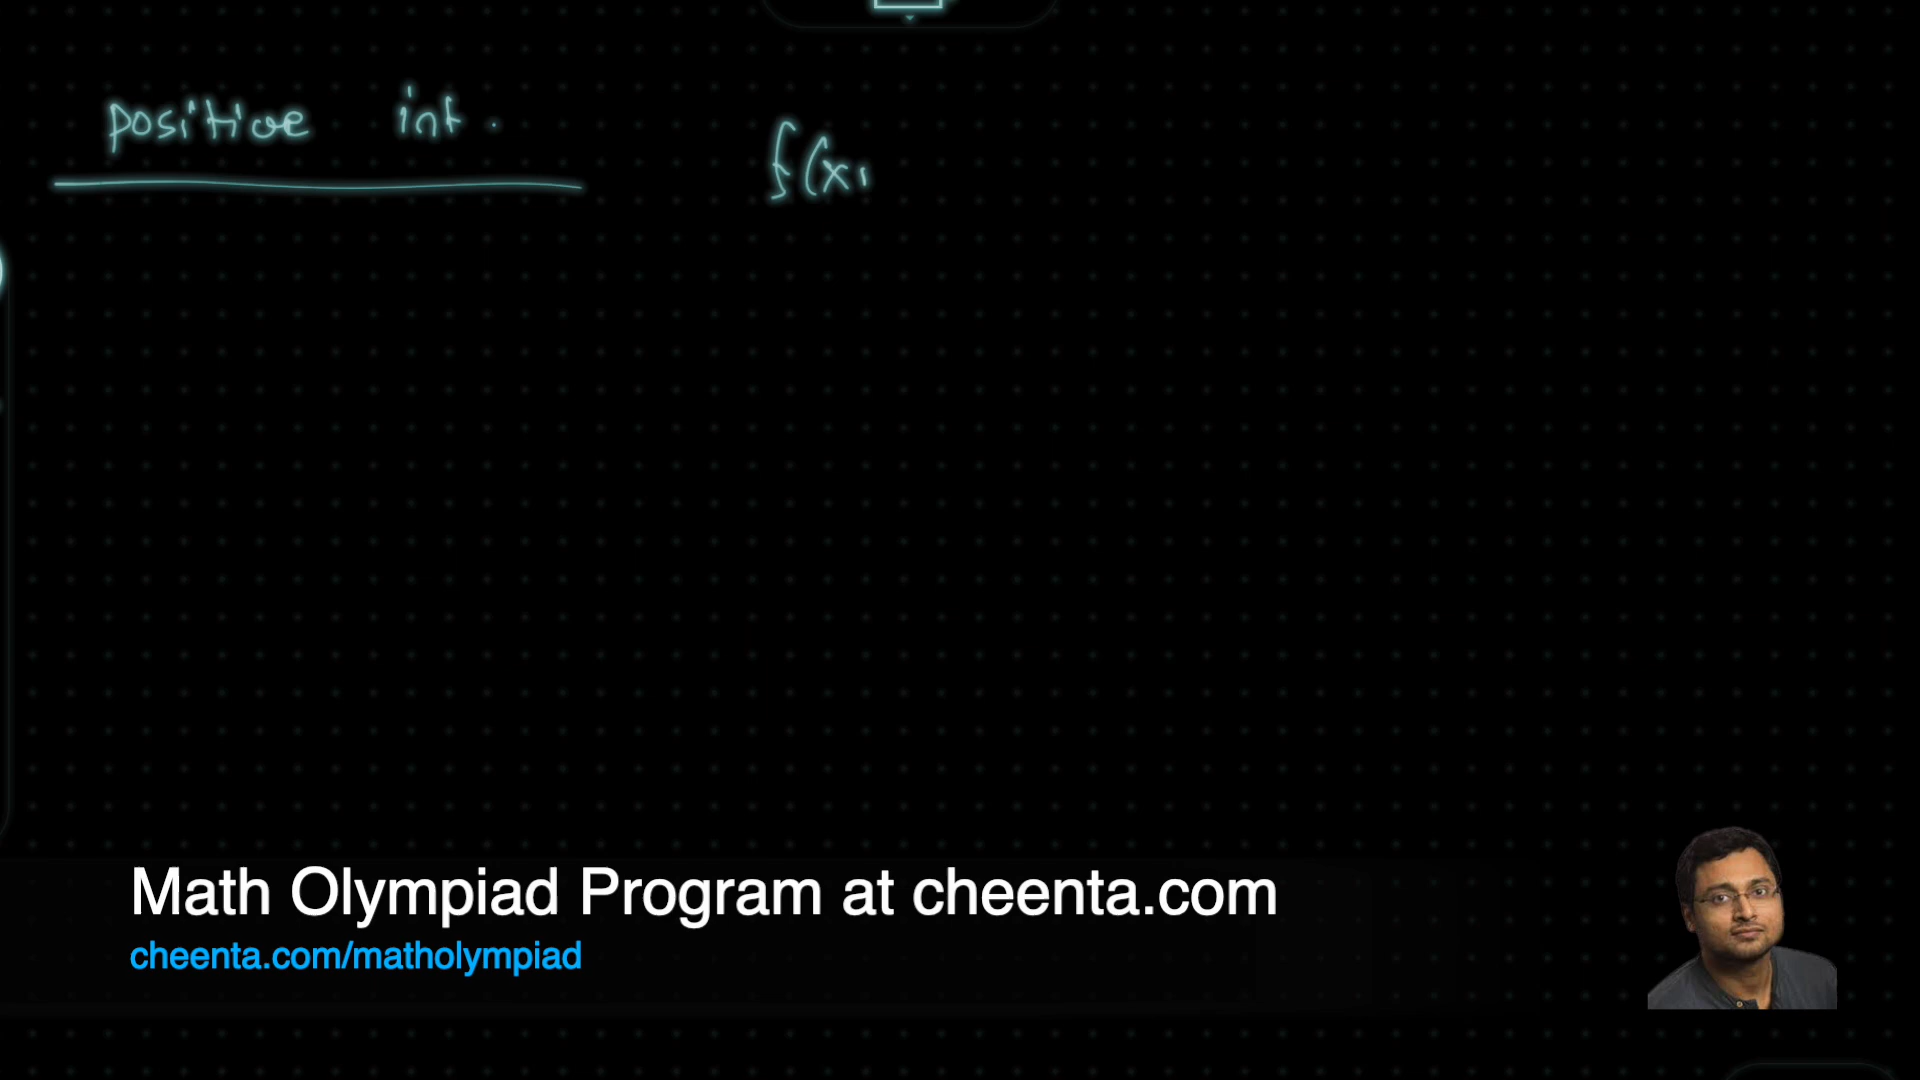 positive int.
f(x,
Math Olympiad Program at cheenta.com
cheenta.com/matholympiad